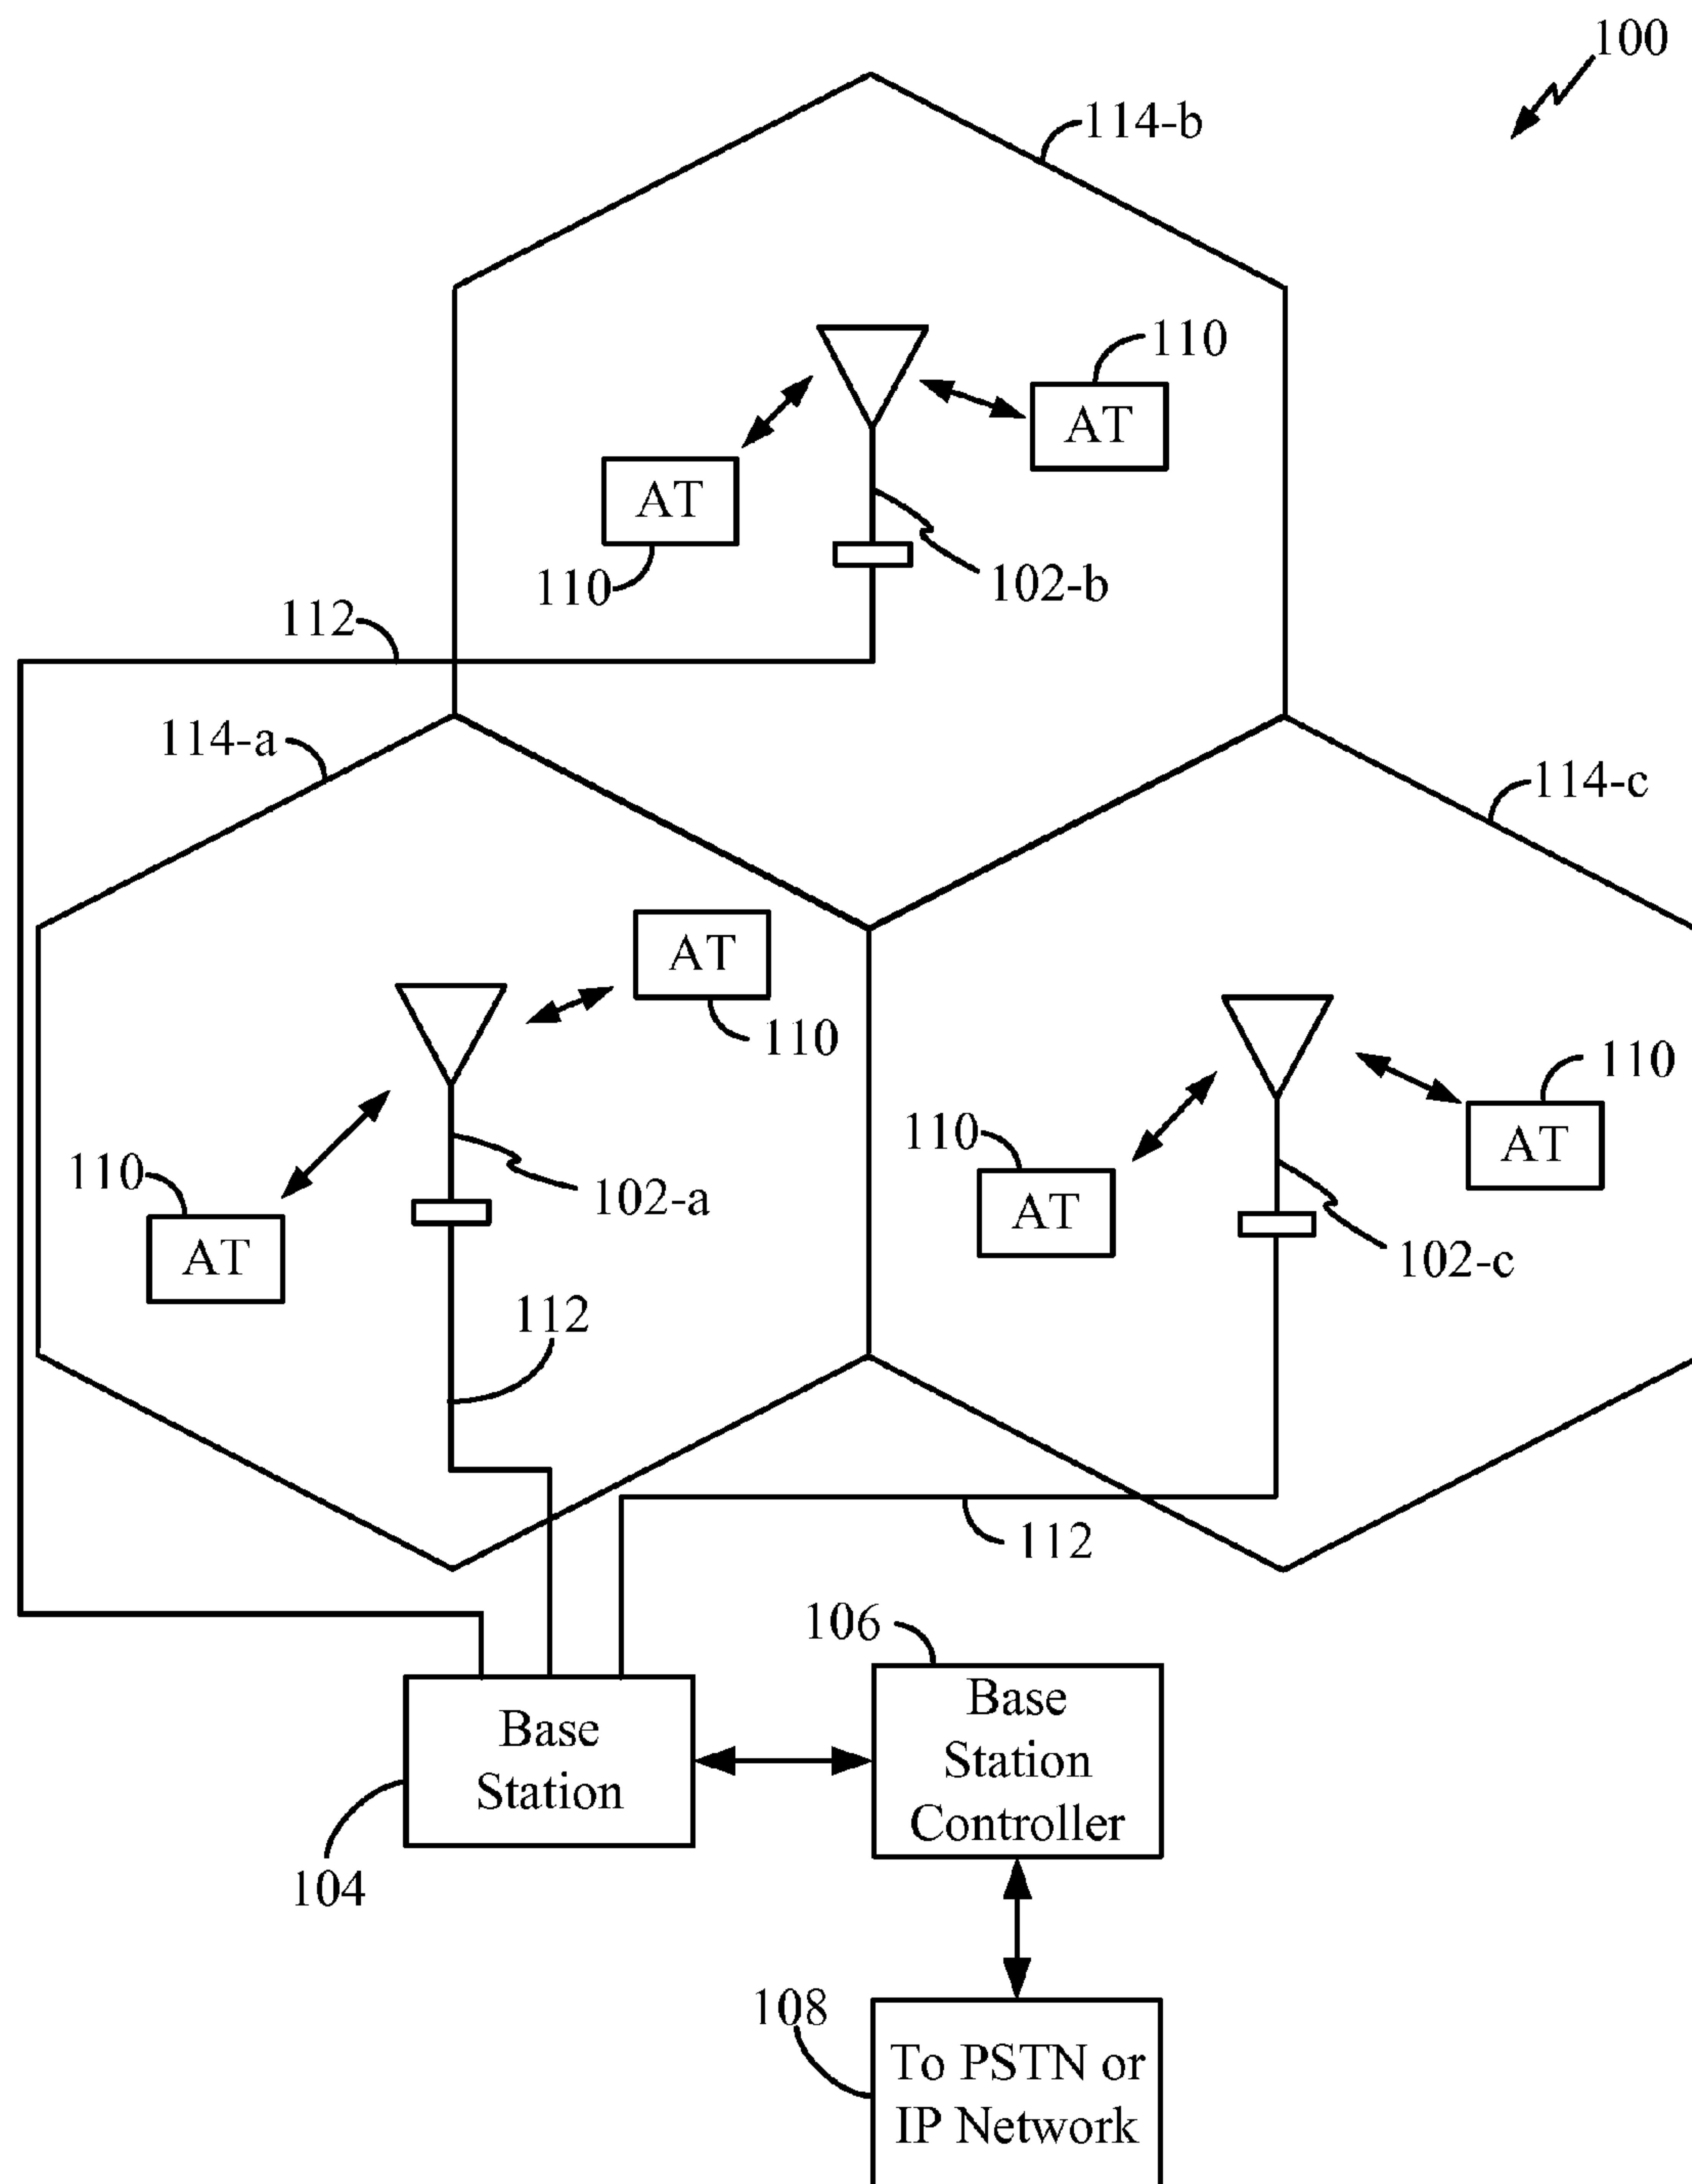 100
114-b
110
AT
AT
110
102-b
112
114-a
114-c
AT
110
110
AT
110
AT
110
AT
102-a
102-c
112
112
106
Base
Station
Controller
Base
Station
104
108
To PSTN or
IP Network